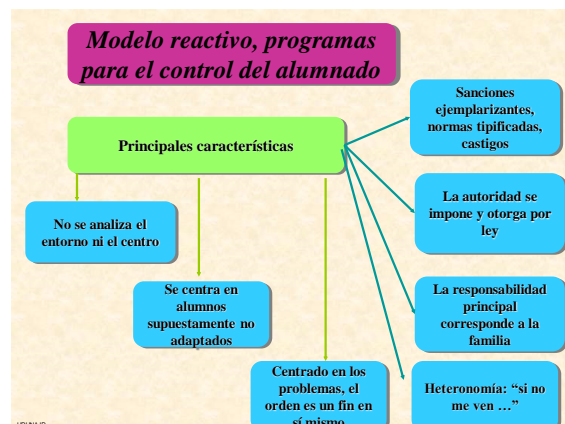 Modelo reactivo, programas
para el control del alumnado
Principales características
Sanciones
ejemplarizantes,
normas tipificadas,
castigos
No se analiza el
entorno ni el centro
La autoridad se
impone y otorga por
ley
Se centra en
alumnos
supuestamente no
adaptados
La responsabilidad
principal
corresponde a la
familia
Centrado en los
problemas, el
orden es un fin en
sí mismo
Heteronomía: “si no
me ven …”